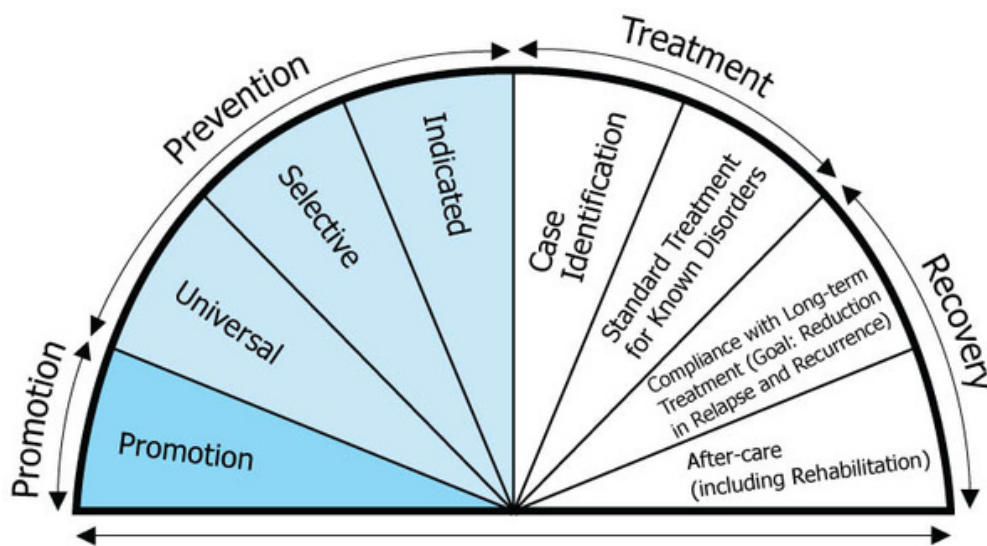 Promotion
Prevention
Treatment
Recovery
Promotion
Universal
Selective
Indicated
Case
Identification
Standard Treatment
for Known Disorders
Compliance with Long-term
Treatment (Goal: Reduction
in Relapse and Recurrence)
After-care
(including Rehabilitation)